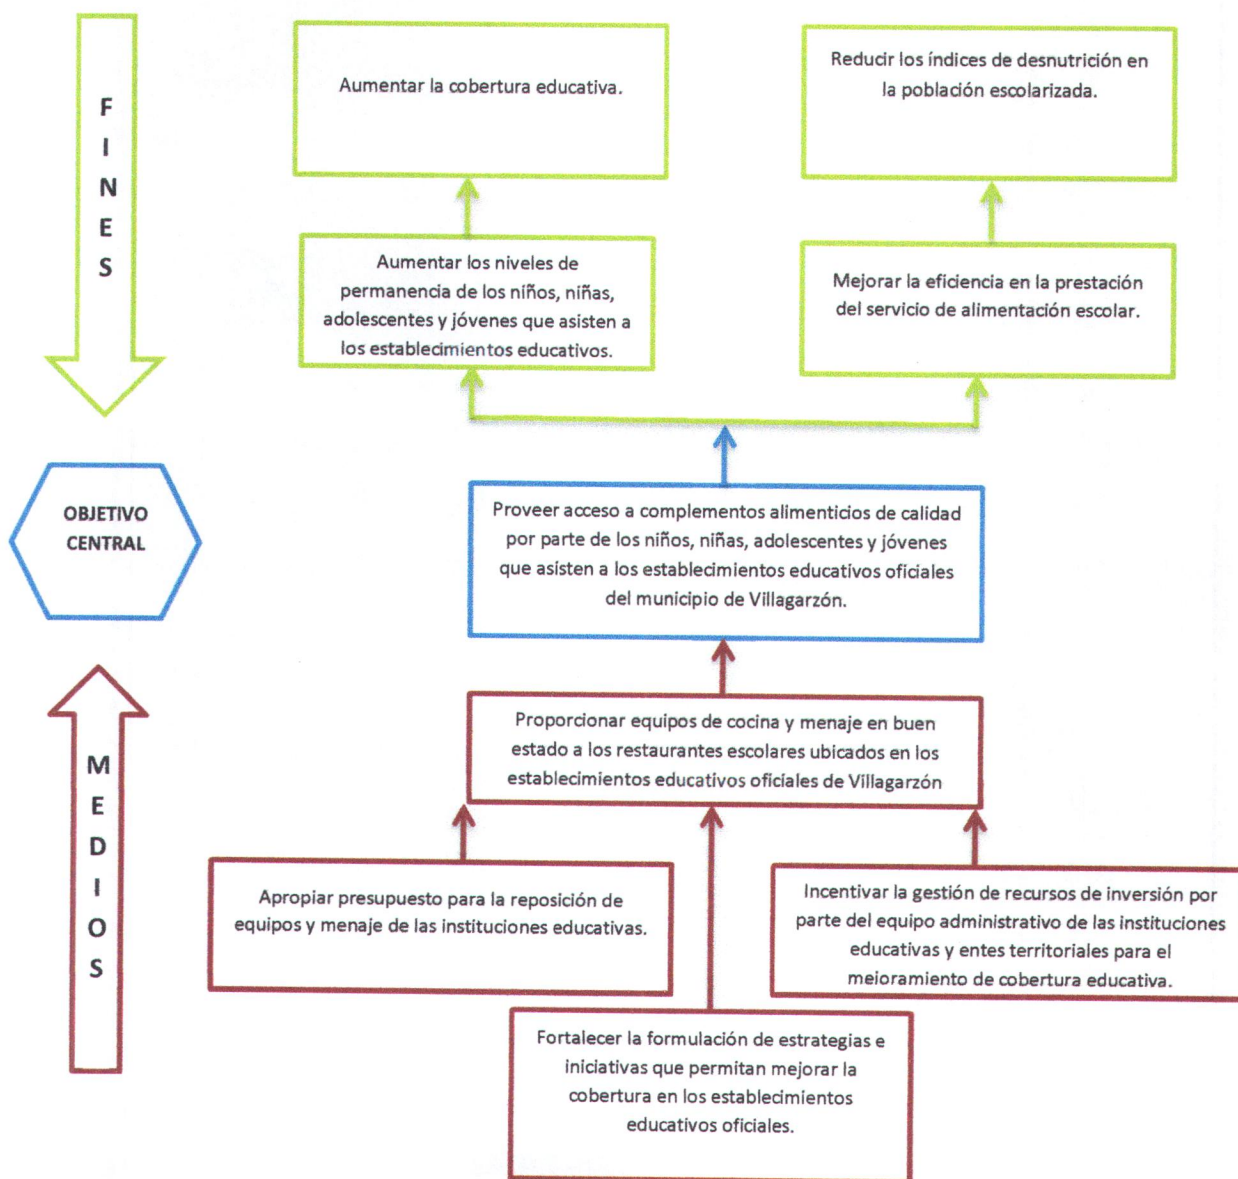 F
I
N
E
S
Aumentar la cobertura educativa.
Reducir los índices de desnutrición en
la población escolarizada.
Aumentar los niveles de
permanencia de los niños, niñas,
adolescentes y jóvenes que asisten a
los establecimientos educativos.
Mejorar la eficiencia en la prestación
del servicio de alimentación escolar.
OBJETIVO
CENTRAL
Proveer acceso a complementos alimenticios de calidad
por parte de los niños, niñas, adolescentes y jóvenes
que asisten a los establecimientos educativos oficiales
del municipio de Villagarzón.
M
E
D
I
O
S
Proporcionar equipos de cocina y menaje en buen
estado a los restaurantes escolares ubicados en los
establecimientos educativos oficiales de Villagarzón
Apropiar presupuesto para la reposición de
equipos y menaje de las instituciones educativas.
Incentivar la gestión de recursos de inversión por
parte del equipo administrativo de las instituciones
educativas y entes territoriales para el
mejoramiento de cobertura educativa.
Fortalecer la formulación de estrategias e
iniciativas que permitan mejorar la
cobertura en los establecimientos
educativos oficiales.